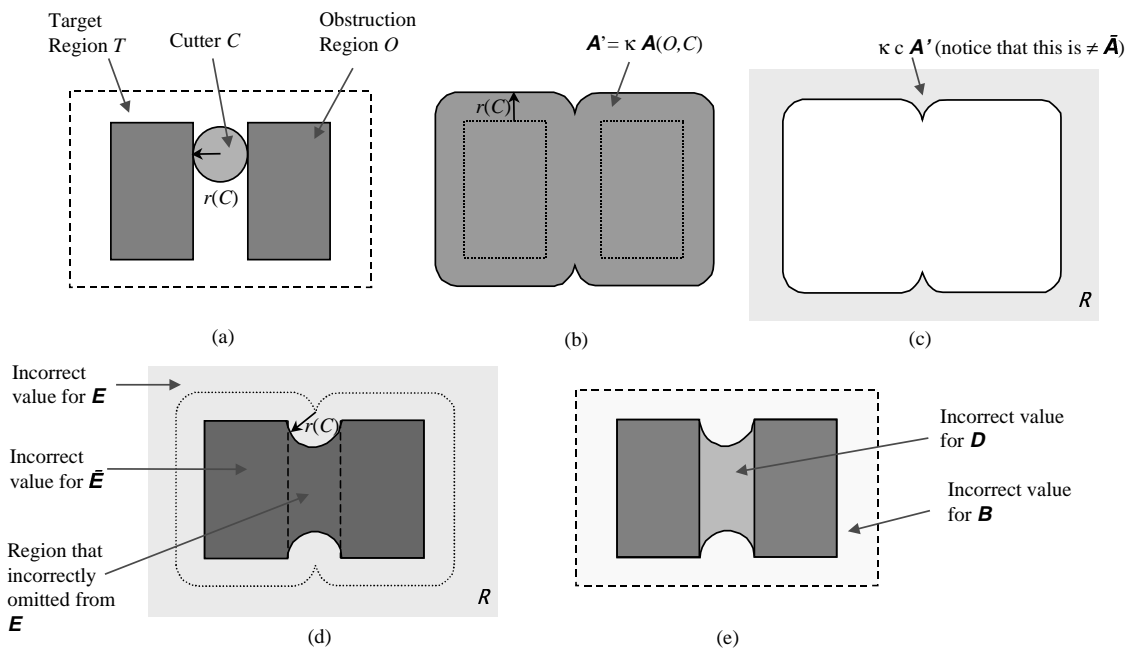 Target
Region T
Cutter C
Obstruction
Region O
r(C)
(a)
A'= κ A(O,C)
r(C)
(b)
κ c A' (notice that this is ≠ Ā)
R
(c)
Incorrect
value for E
r(C)
Incorrect
value for Ē
Region that
incorrectly
omitted from
E
R
(d)
Incorrect value
for D
Incorrect value
for B
(e)